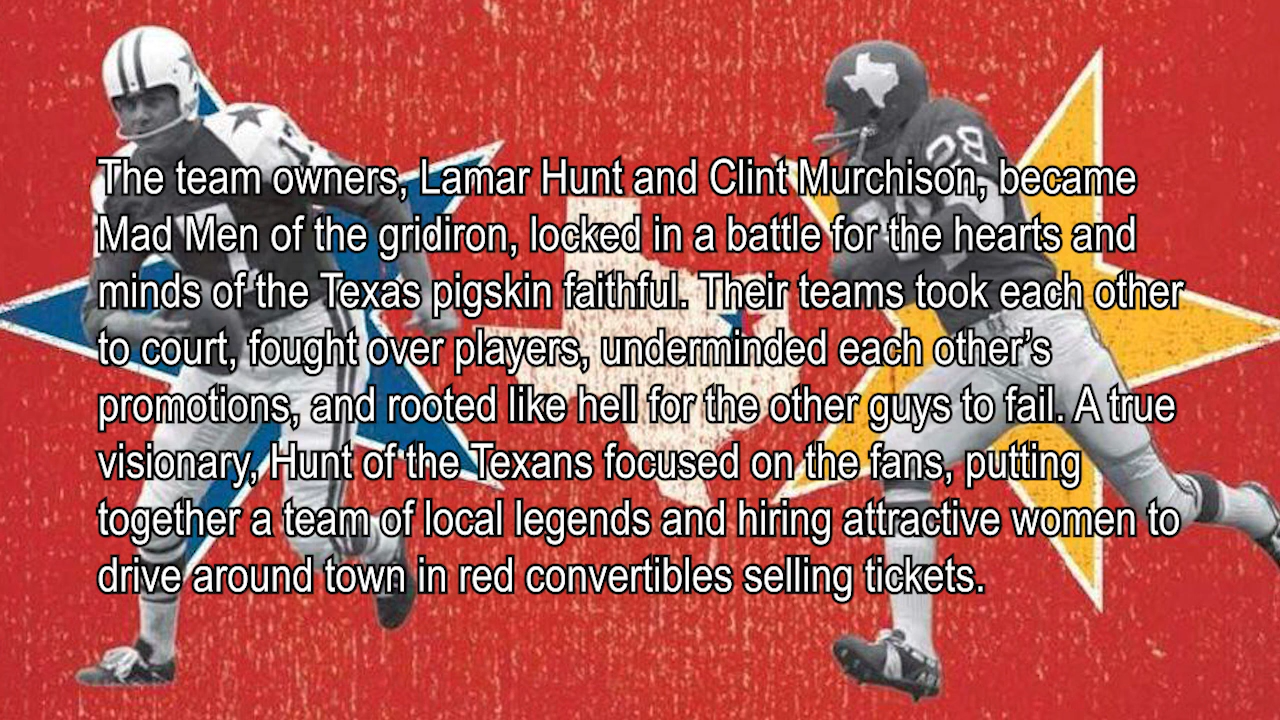 The team owners, Lamar Hunt and Clint Murchison, became
Mad Men of the gridiron, locked in a battle for the hearts and
minds of the Texas pigskin faithful. Their teams took each other
to court, fought over players, underminded each other’s
promotions, and rooted like hell for the other guys to fail. A true
visionary, Hunt of the Texans focused on the fans, putting
together a team of local legends and hiring attractive women to
drive around town in red convertibles selling tickets.
28